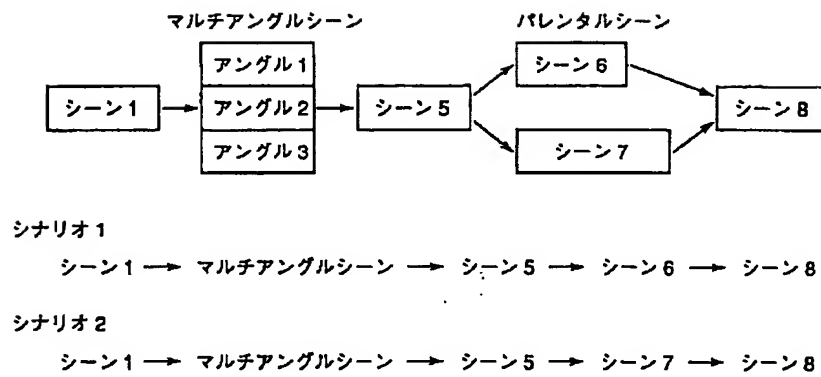 マルチアングルシーン パレンタルシーン
アングル1
シーン6
シーン1 アングル2 シーン5 シーン8
アングル3
シーン7
シナリオ1
シーン1 → マルチアングルシーン → シーン5 → シーン6 → シーン8
シナリオ2
シーン1 → マルチアングルシーン → シーン5 → シーン7 → シーン8